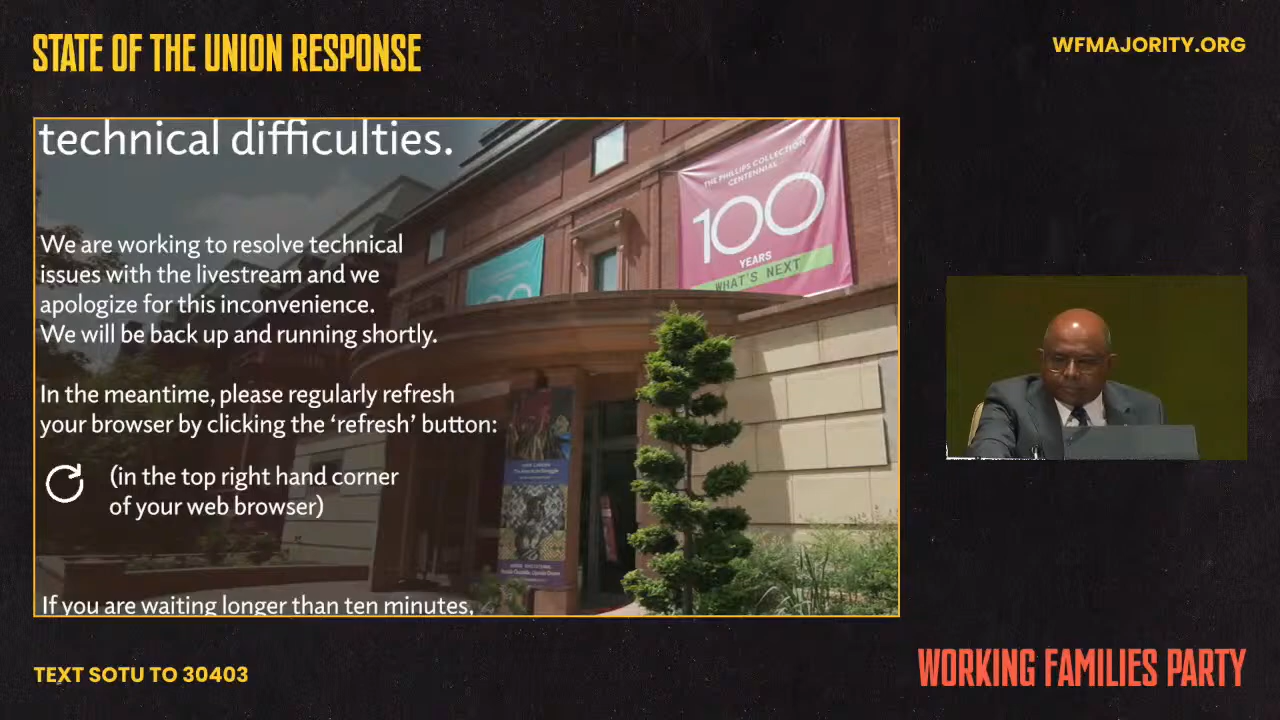 STATE OF THE UNION RESPONSE
WFMAJORITY.ORG
technical difficulties.
We are working to resolve technical
issues with the livestream and we
apologize for this inconvenience.
We will be back up and running shortly.
In the meantime, please regularly refresh
your browser by clicking the ‘refresh’ button:
(in the top right hand corner
of your web browser)
If you are waiting longer than ten minutes,
THE PHILLIPS COLLECTION
CENTENNIAL
100
YEARS
WHAT'S NEXT
TEXT SOTU TO 30403
WORKING FAMILIES PARTY